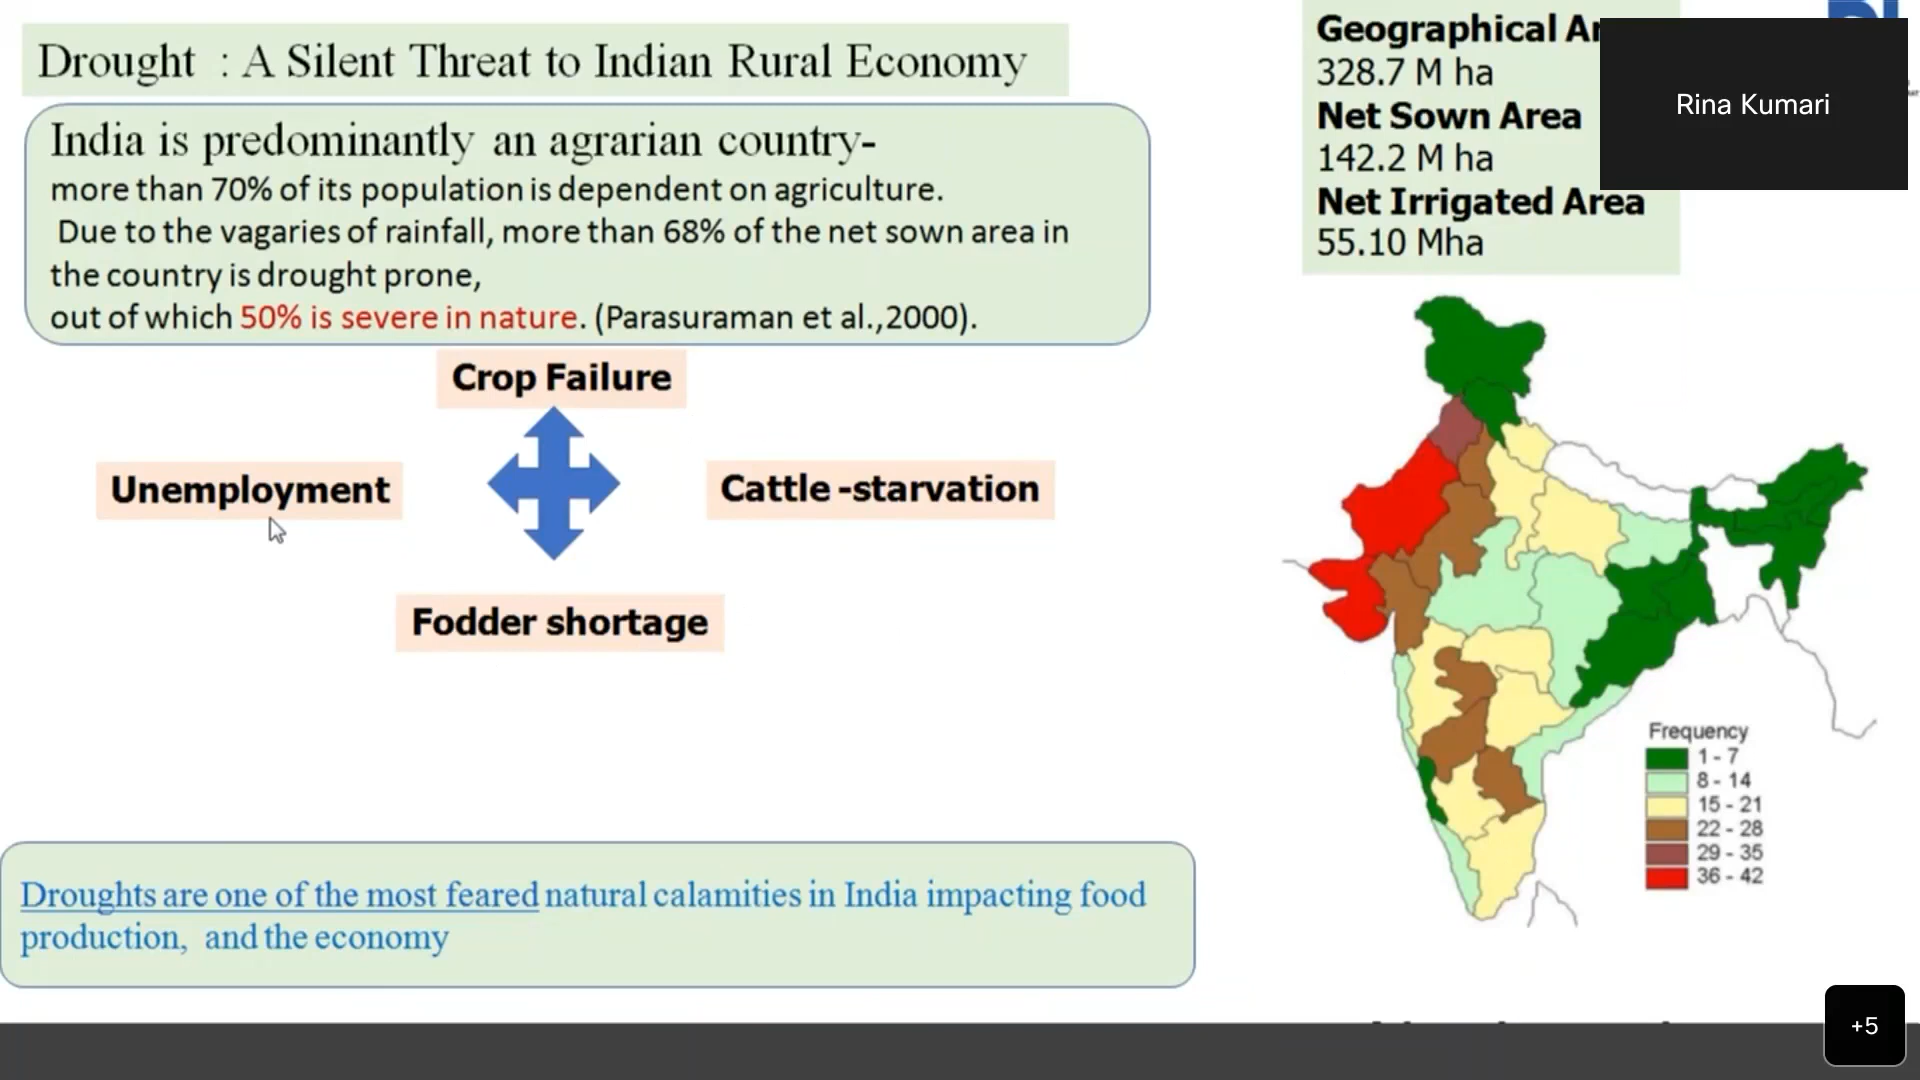 Drought : A Silent Threat to Indian Rural Economy
India is predominantly an agrarian country-
more than 70% of its population is dependent on agriculture.
Due to the vagaries of rainfall, more than 68% of the net sown area in
the country is drought prone,
out of which 50% is severe in nature. (Parasuraman et al.,2000).
Crop Failure
Unemployment
Cattle -starvation
Fodder shortage
Droughts are one of the most feared natural calamities in India impacting food
production, and the economy
Geographical
328.7 M ha
Net Sown Area
142.2 M ha
Net Irrigated Area
55.10 Mha
Rina Kumari
Frequency
1 - 7
8 - 14
15 - 21
22 - 28
29 - 35
36 - 42
+5